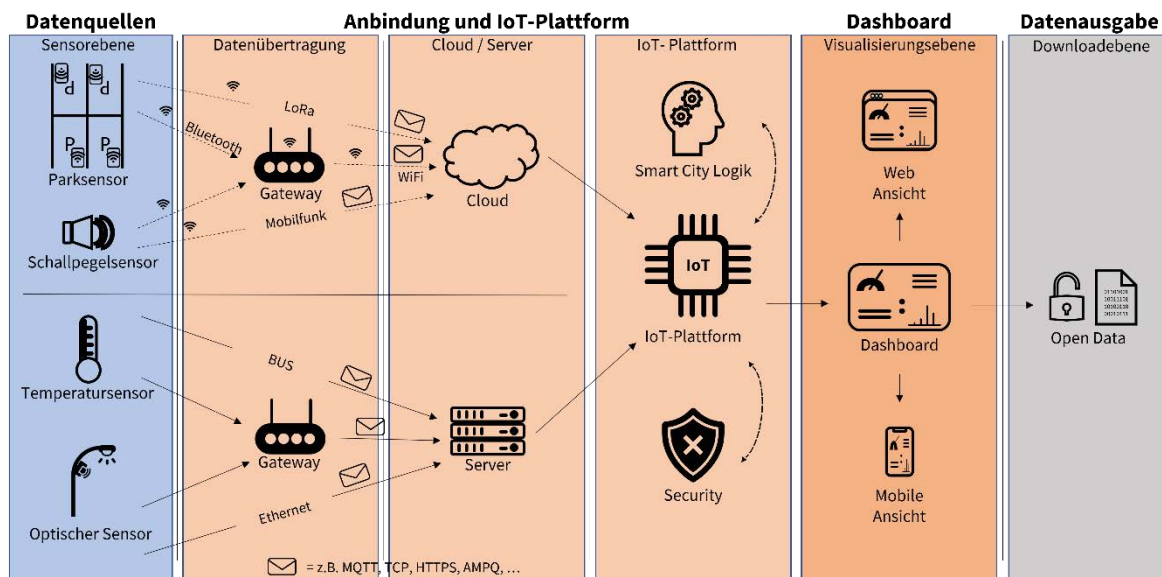 Datenquellen
Anbindung und IoT-Plattform
Dashboard
Datenausgabe
Sensorebene
Datenübertragung
Cloud / Server
IoT- Plattform
Visualisierungsebene
Downloadebene
P
P
P
P
Parksensor
Schallpegelsensor
Temperatursensor
Optischer Sensor
LoRa
Bluetooth
Gateway
WiFi
Mobilfunk
BUS
Gateway
Ethernet
Cloud
Server
Smart City Logik
IoT
IoT-Plattform
Security
Web
Ansicht
Dashboard
Mobile
Ansicht
Open Data
= z.B. MQTT, TCP, HTTPS, AMPQ, ...